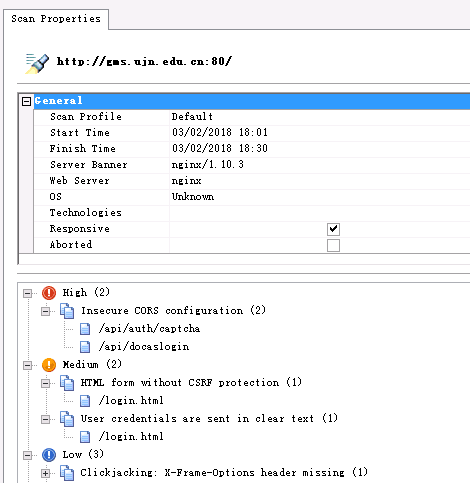 Scan Properties
http://gms.ujn.edu.cn:80/
General
Scan Profile Default
Start Time 03/02/2018 18:01
Finish Time 03/02/2018 18:30
Server Banner nginx/1.10.3
Web Server nginx
OS Unknown
Technologies
Responsive
Aborted
High (2)
Insecure CORS configuration (2)
/api/auth/captcha
/api/docaslogin
Medium (2)
HTML form without CSRF protection (1)
/login.html
User credentials are sent in clear text (1)
/login.html
Low (3)
Clickjacking: X-Frame-Options header missing (1)